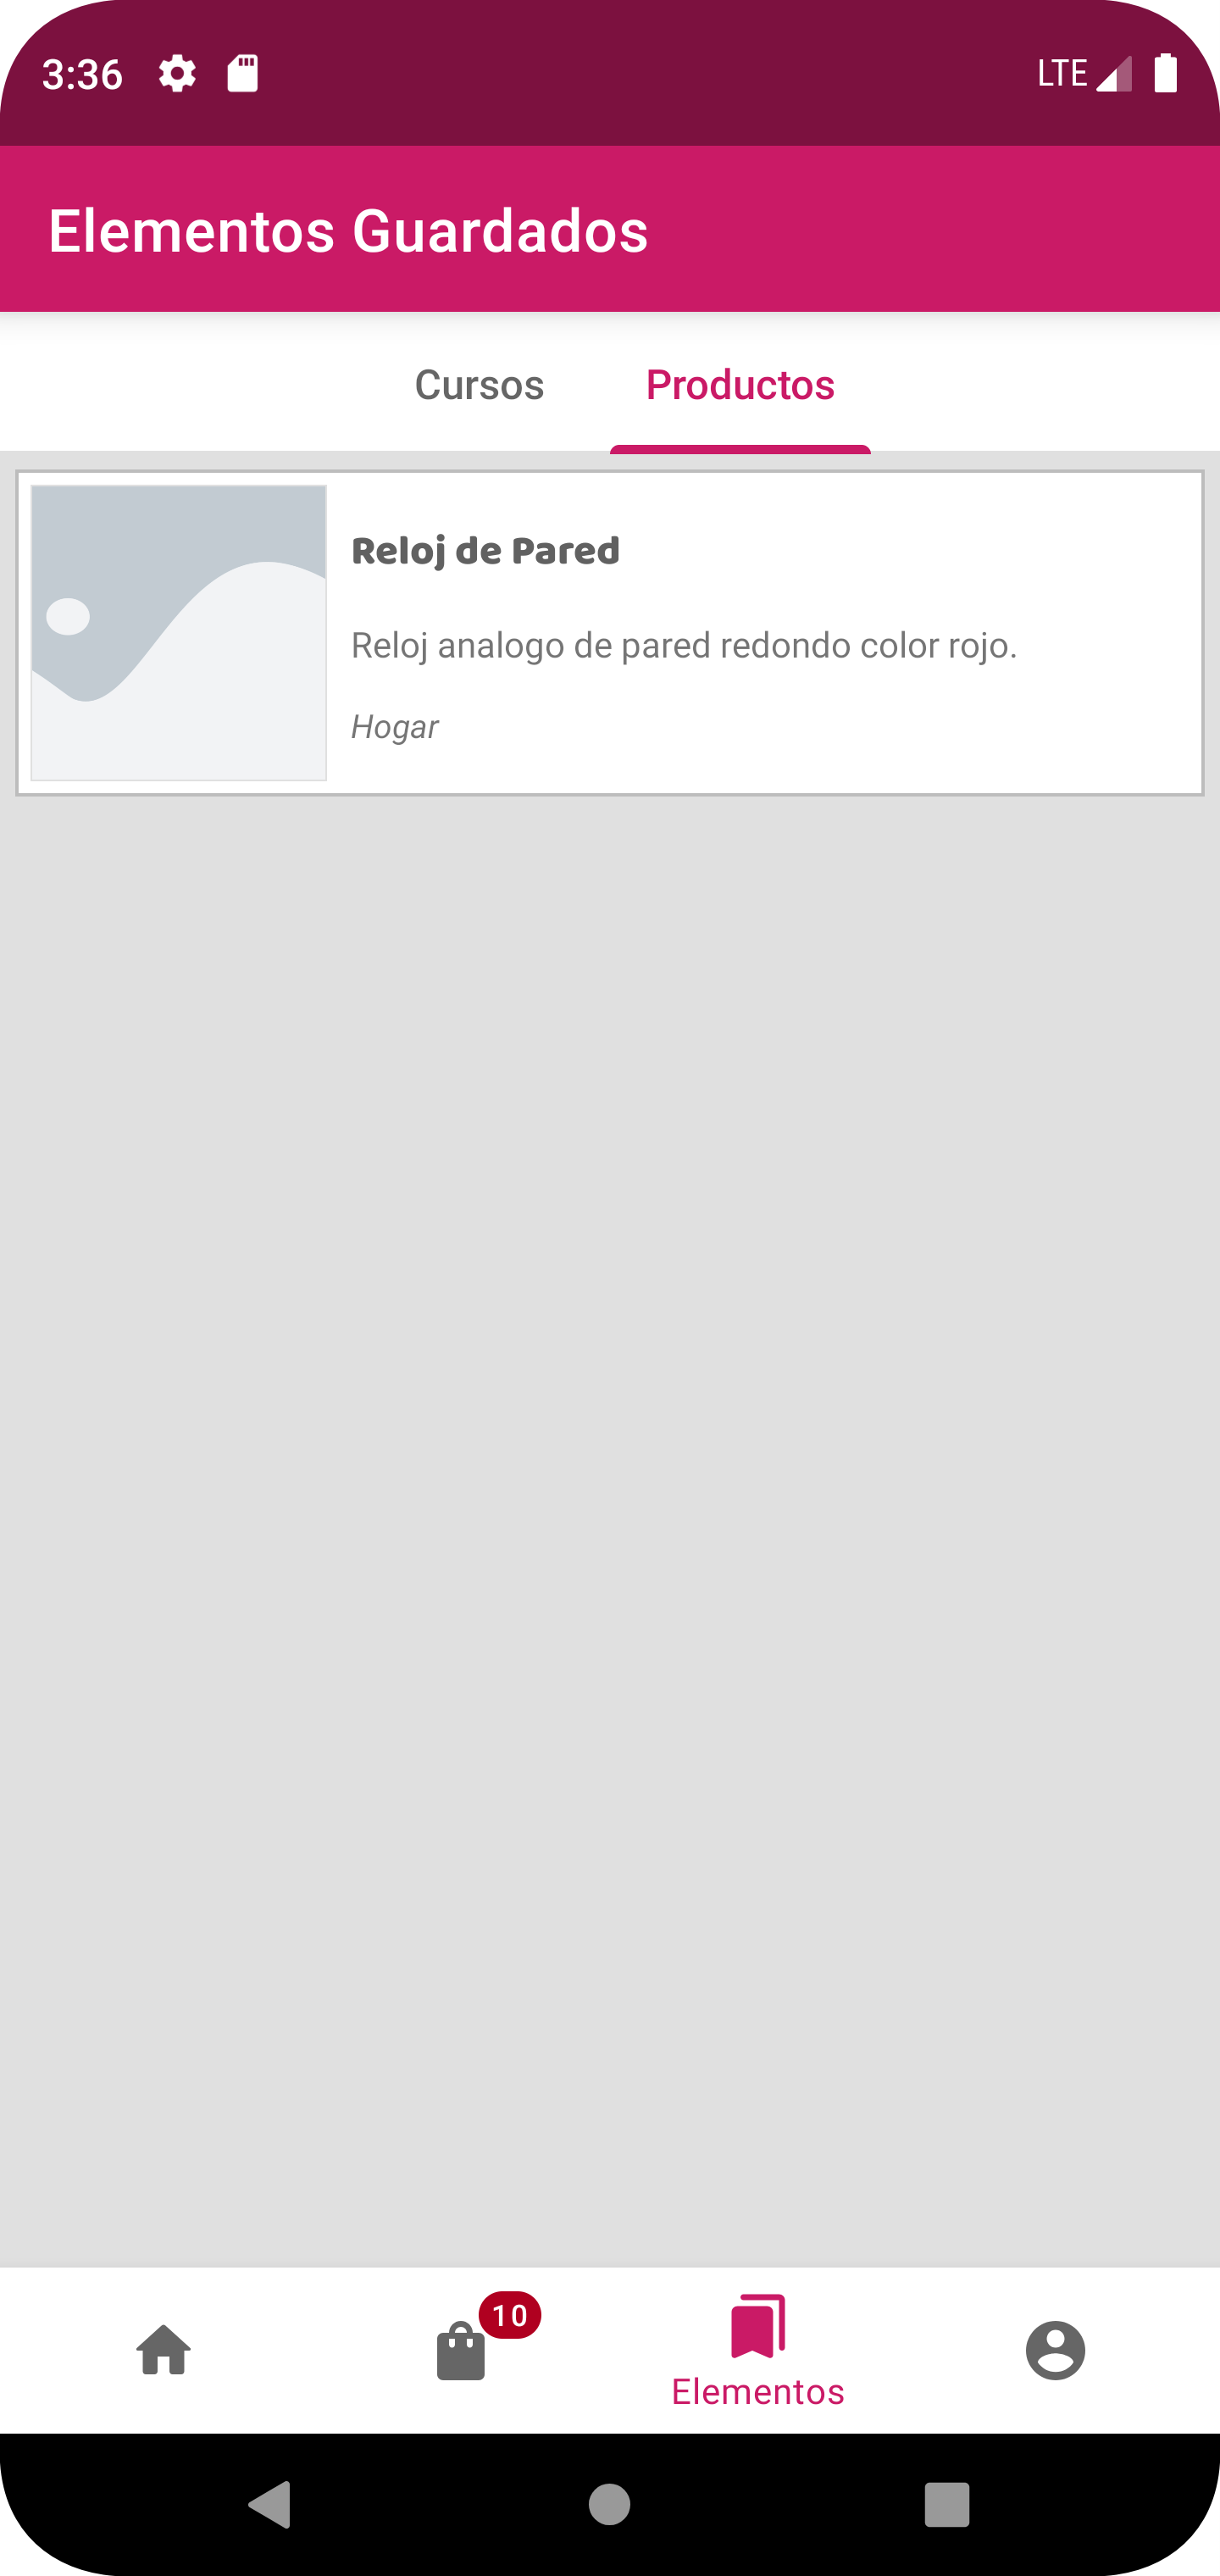 3:36 LTE
Elementos Guardados
Cursos Productos
Reloj de Pared
Reloj analogo de pared redondo color rojo.
Hogar
10
Elementos